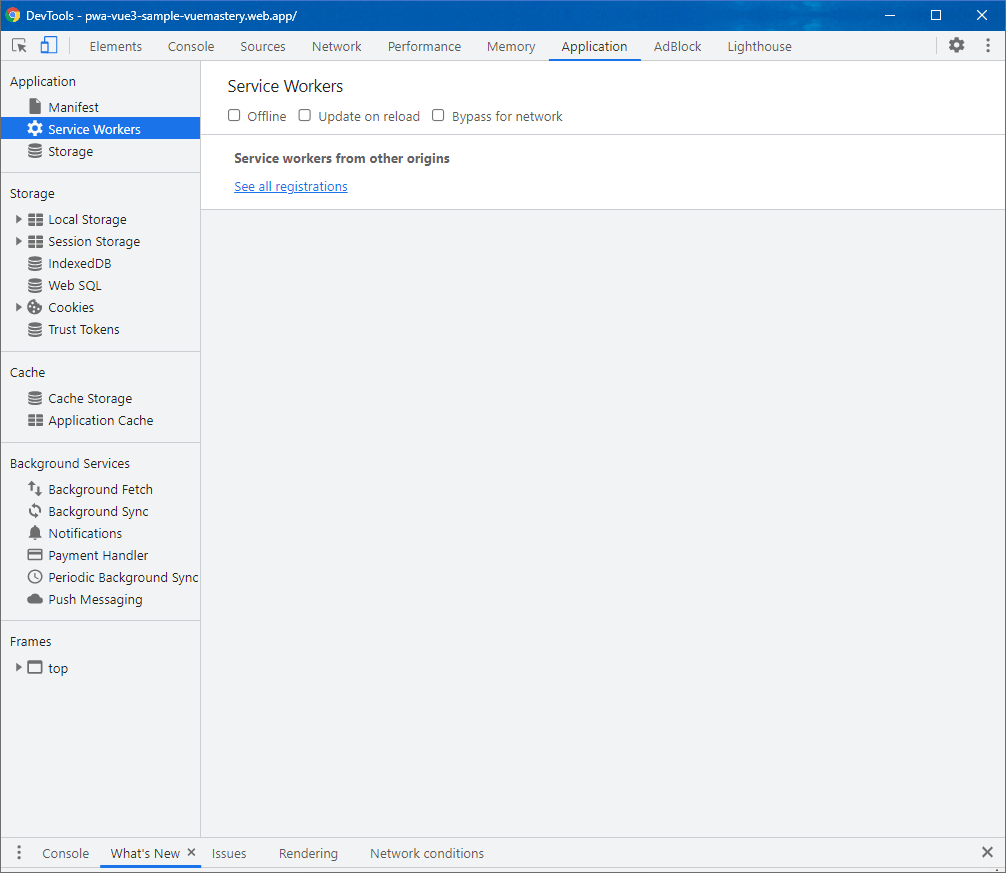 DevTools - pwa-vue3-sample-vuemastery.web.app/
Elements Console Sources Network Performance Memory Application AdBlock Lighthouse
Application
Manifest
Service Workers
Storage
Storage
Local Storage
Session Storage
IndexedDB
Web SQL
Cookies
Trust Tokens
Cache
Cache Storage
Application Cache
Background Services
Background Fetch
Background Sync
Notifications
Payment Handler
Periodic Background Sync
Push Messaging
Frames
top
Service Workers
Offline Update on reload Bypass for network
Service workers from other origins
See all registrations
Console What's New Issues Rendering Network conditions